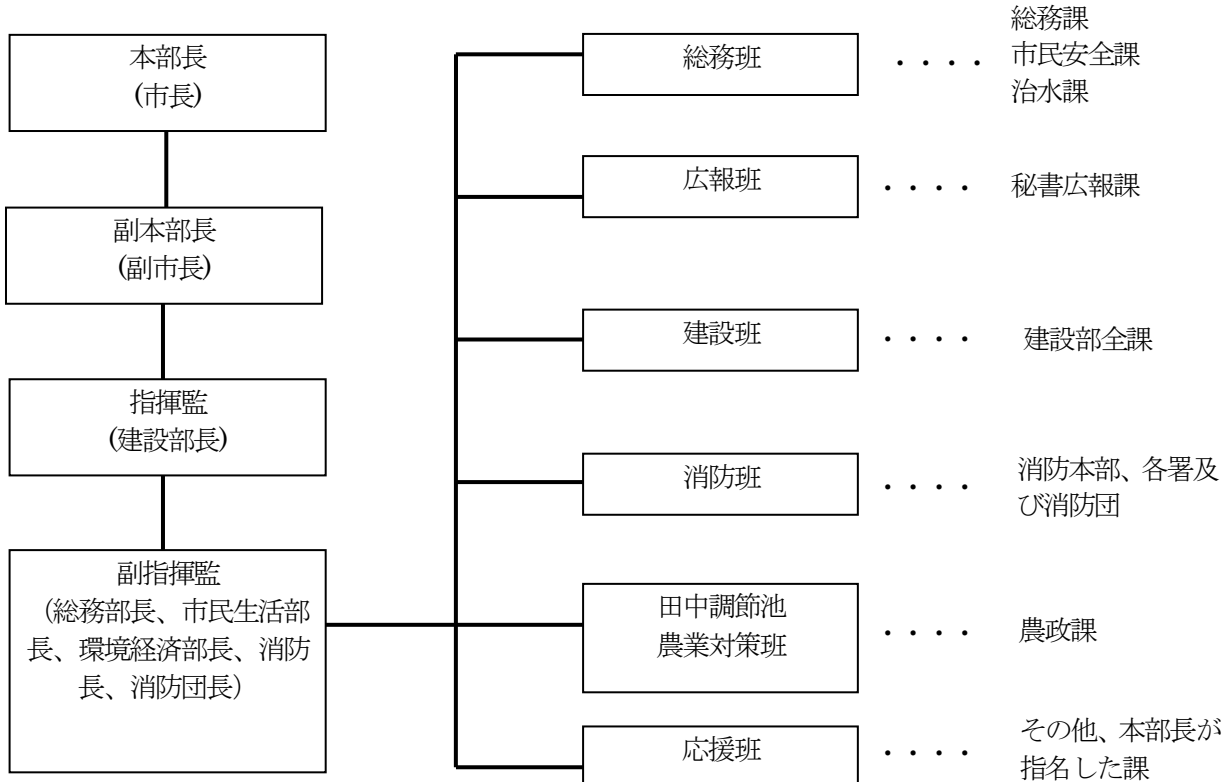 本部長
(市長)
副本部長
(副市長)
指揮監
(建設部長)
副指揮監
(総務部長、市民生活部
長、環境経済部長、消防
長、消防団長)
総務班
・・・・
総務課
市民安全課
治水課
広報班
・・・・
秘書広報課
建設班
・・・・
建設部全課
消防班
・・・・
消防本部、各署及
び消防団
田中調節池
農業対策班
・・・・
農政課
応援班
・・・・
その他、本部長が
指名した課